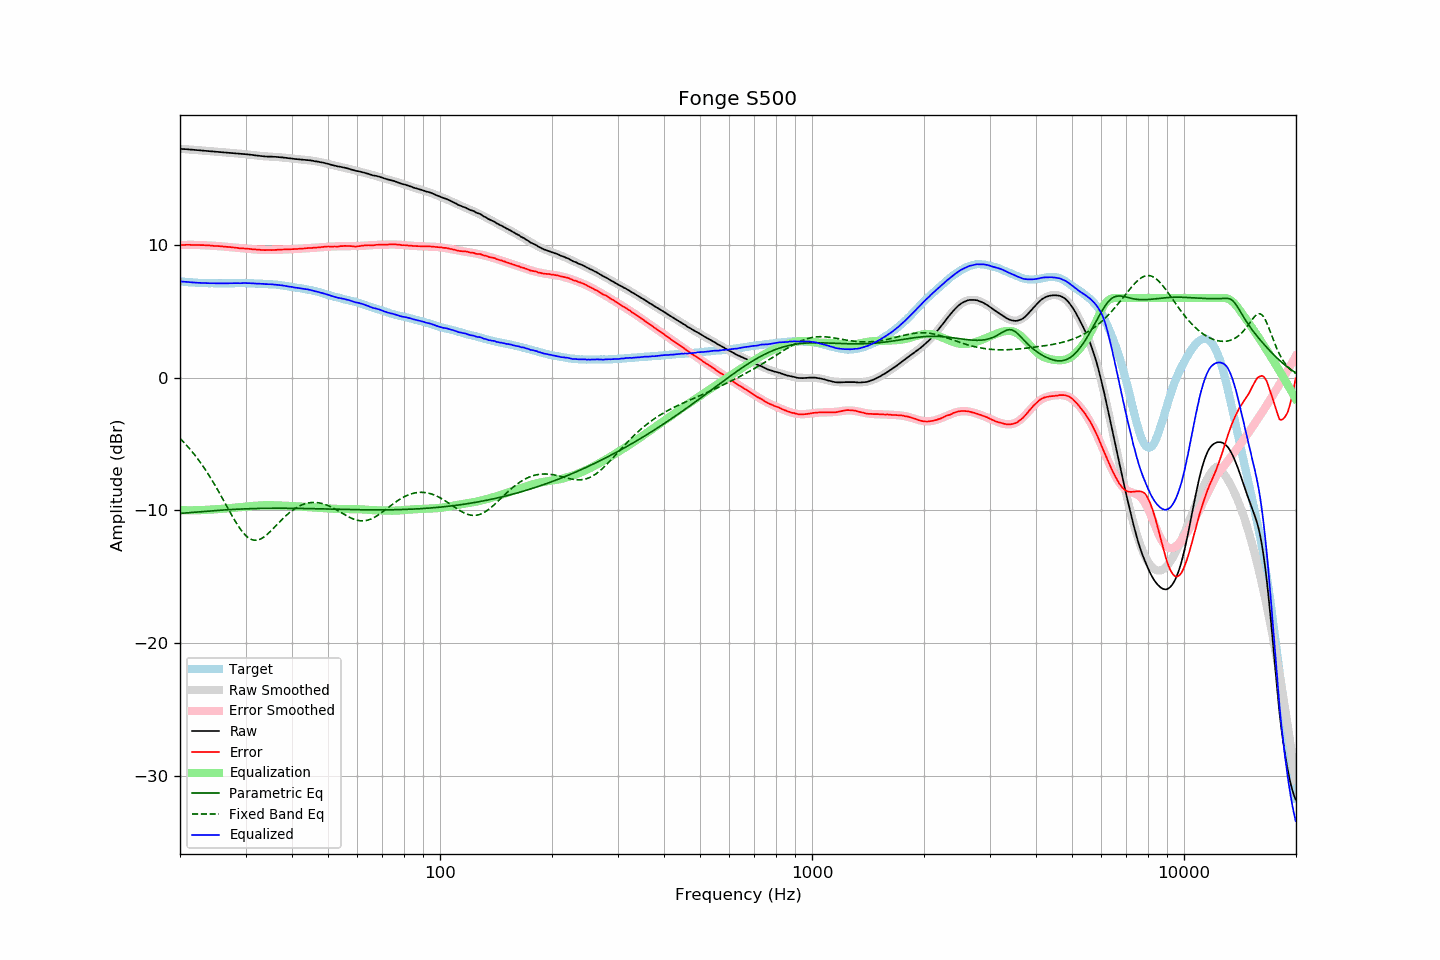 Fonge S500
Amplitude (dBr)
10
0
−10
−20
−30
Target
Raw Smoothed
Error Smoothed
Raw
Error
Equalization
Parametric Eq
Fixed Band Eq
Equalized
100
1000
10000
Frequency (Hz)